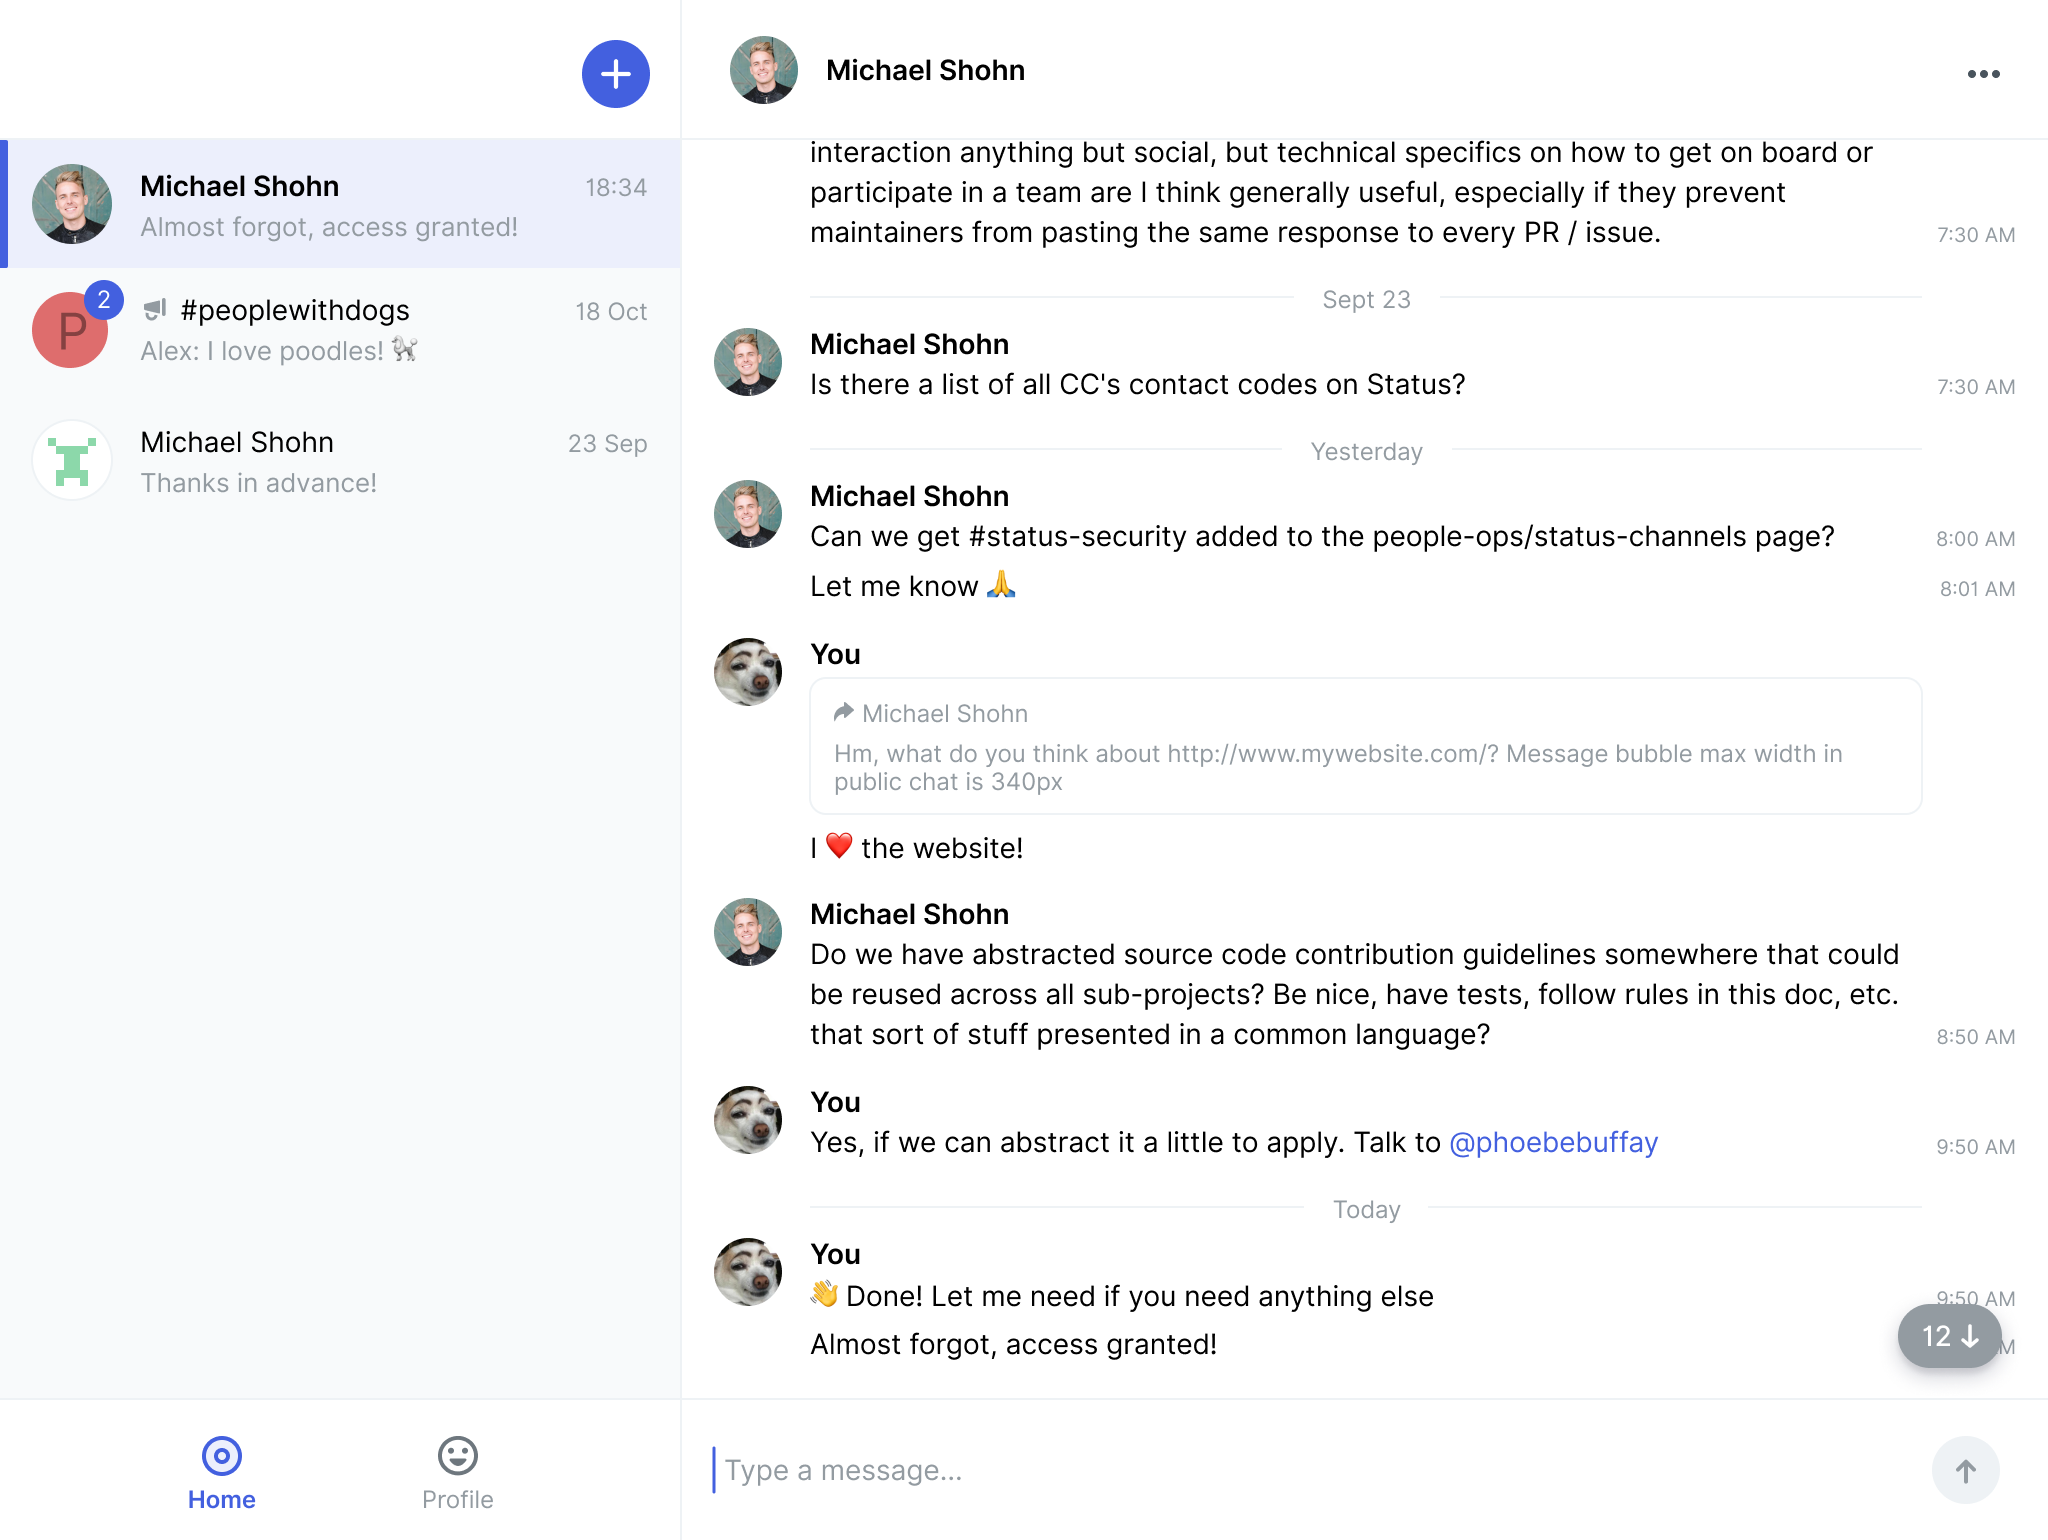 Michael Shohn
18:34
Almost forgot, access granted!
P
2
#peoplewithdogs
18 Oct
Alex: I love poodles! 🐩
Michael Shohn
23 Sep
Thanks in advance!
Home
Profile
Michael Shohn
interaction anything but social, but technical specifics on how to get on board or
participate in a team are I think generally useful, especially if they prevent
maintainers from pasting the same response to every PR / issue.
7:30 AM
Sept 23
Michael Shohn
Is there a list of all CC's contact codes on Status?
7:30 AM
Yesterday
Michael Shohn
Can we get #status-security added to the people-ops/status-channels page?
8:00 AM
Let me know 🙏
8:01 AM
You
Michael Shohn
Hm, what do you think about http://www.mywebsite.com/? Message bubble max width in
public chat is 340px
I ❤️ the website!
Michael Shohn
Do we have abstracted source code contribution guidelines somewhere that could
be reused across all sub-projects? Be nice, have tests, follow rules in this doc, etc.
that sort of stuff presented in a common language?
8:50 AM
You
Yes, if we can abstract it a little to apply. Talk to @phoebebuffay
9:50 AM
Today
You
👋 Done! Let me need if you need anything else
9:50 AM
Almost forgot, access granted!
12
Type a message...